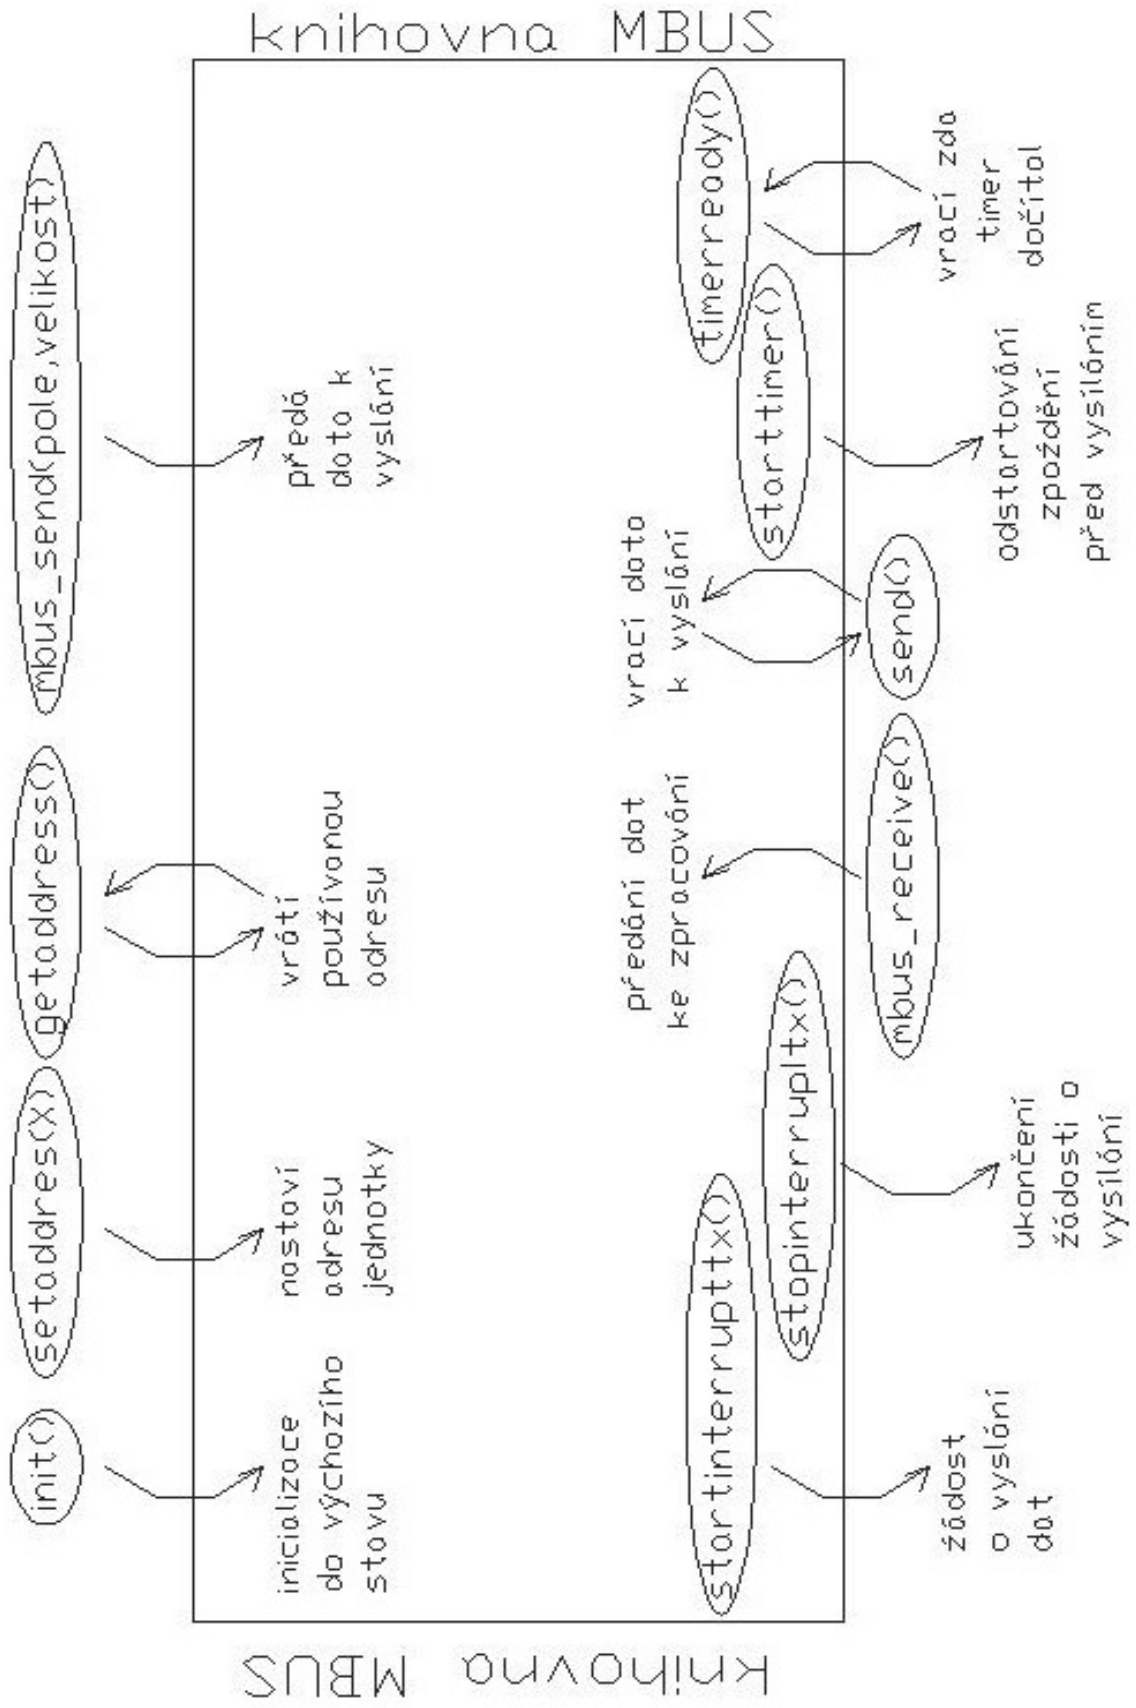 knihovna MBUS
init()
setaddres(x)
getaddress()
mbus_send(pole,velikost)
inicializace
do výchozího
stavu
nastaví
adresu
jednotky
vrátí
používanou
adresu
předá
data k
vyslání
předání dat
ke zpracování
vrací data
k vyslání
startinterrupttx()
stopinterrupltx()
mbus_receive()
send()
starttimer()
timerready()
žádost
o vyslání
dat
ukončení
žádosti o
vysílání
odstartování
zpoždění
před vysíláním
vrací zda
timer
dočítal
knihovna MBUS